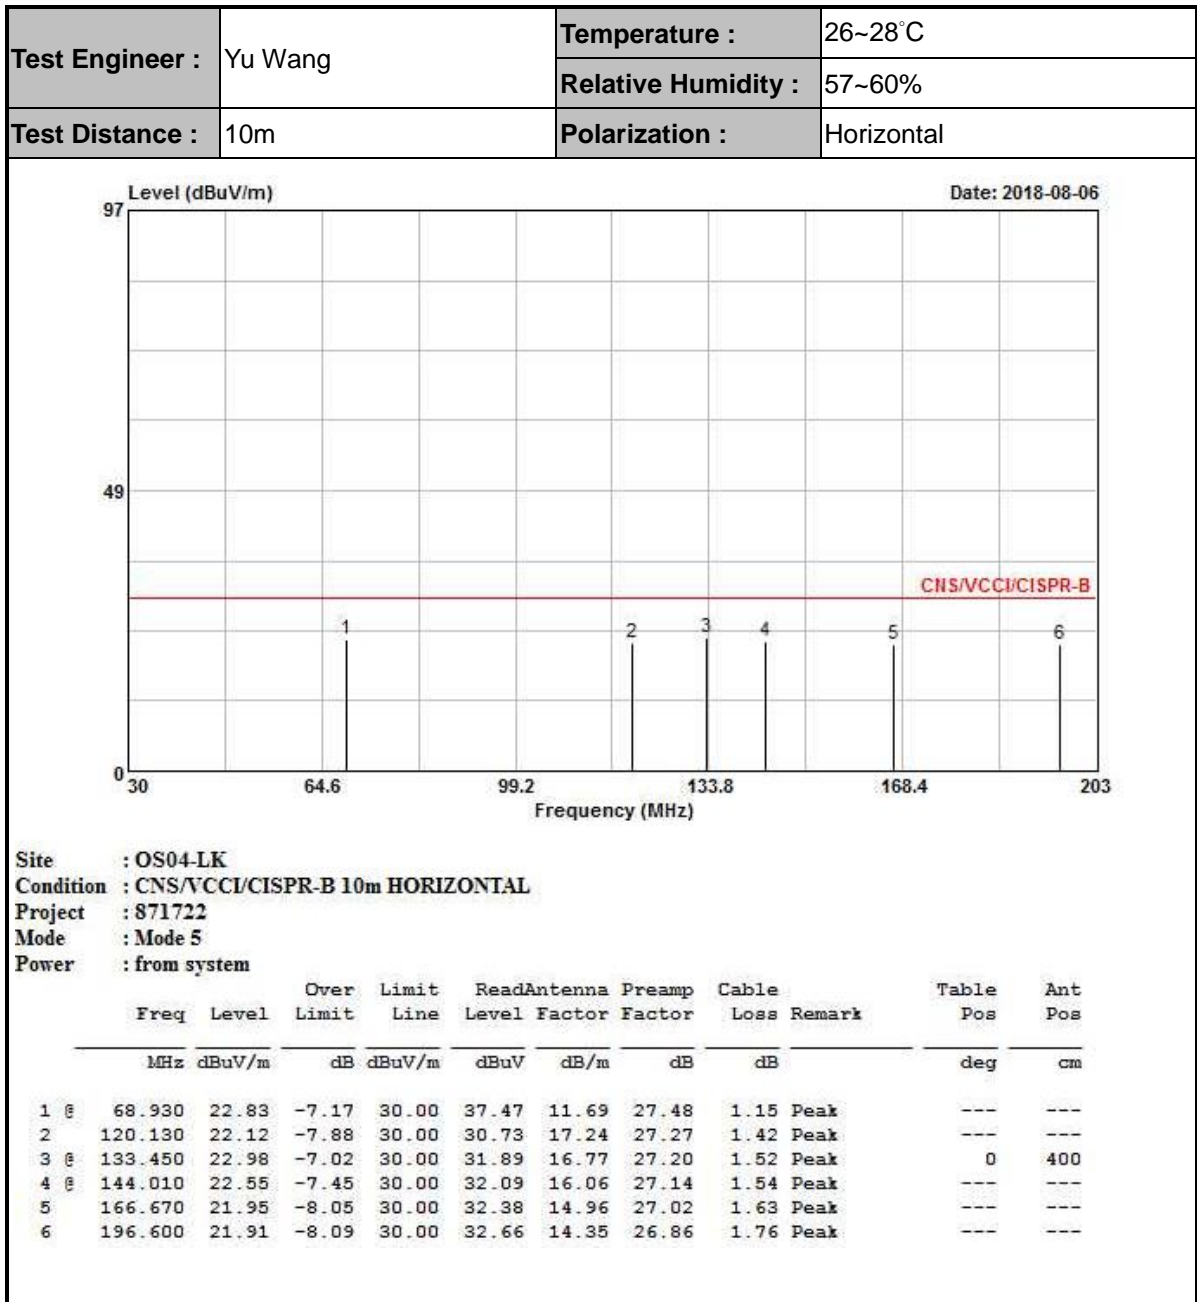 Test Engineer : Yu Wang Temperature : 26~28°C
Relative Humidity : 57~60%
Test Distance : 10m Polarization : Horizontal
Level (dBuV/m) Date: 2018-08-06
97
49
CNS/VCCI/CISPR-B
1 2 3 4 5 6
0
30 64.6 99.2 133.8 168.4 203
Frequency (MHz)
Site : OS04-LK
Condition : CNS/VCCI/CISPR-B 10m HORIZONTAL
Project : 871722
Mode : Mode 5
Power : from system
Over Limit ReadAntenna Preamp Cable Table Ant
Freq Level Limit Line Level Factor Factor Loss Remark Pos Pos
MHz dBuV/m dB dBuV/m dBuV dB/m dB dB deg cm
1 @ 68.930 22.83 -7.17 30.00 37.47 11.69 27.48 1.15 Peak --- ---
2 120.130 22.12 -7.88 30.00 30.73 17.24 27.27 1.42 Peak --- ---
3 @ 133.450 22.98 -7.02 30.00 31.89 16.77 27.20 1.52 Peak 0 400
4 @ 144.010 22.55 -7.45 30.00 32.09 16.06 27.14 1.54 Peak --- ---
5 166.670 21.95 -8.05 30.00 32.38 14.96 27.02 1.63 Peak --- ---
6 196.600 21.91 -8.09 30.00 32.66 14.35 26.86 1.76 Peak --- ---